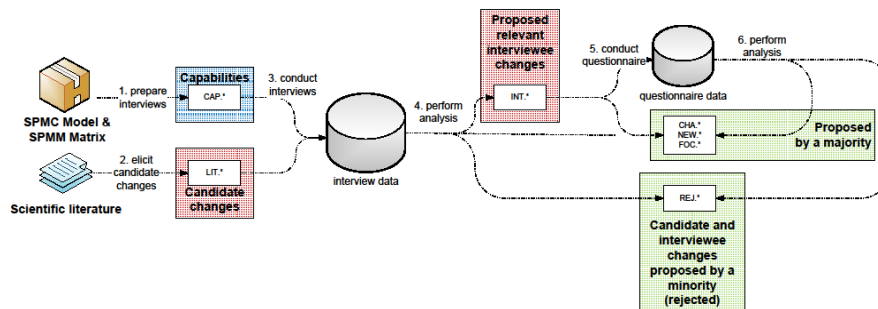 SPMC Model &
SPMM Matrix
Scientific literature
1. prepare
interviews
2. elicit
candidate
changes
Capabilities
CAP.*
LIT.*
Candidate
changes
3. conduct
interviews
interview data
4. perform
analysis
Proposed
relevant
interviewee
changes
INT.*
5. conduct
questionnaire
questionnaire data
6. perform
analysis
CHA.*
NEW.*
FOC.*
Proposed
by a majority
REJ.*
Candidate and
interviewee
changes
proposed by a
minority
(rejected)